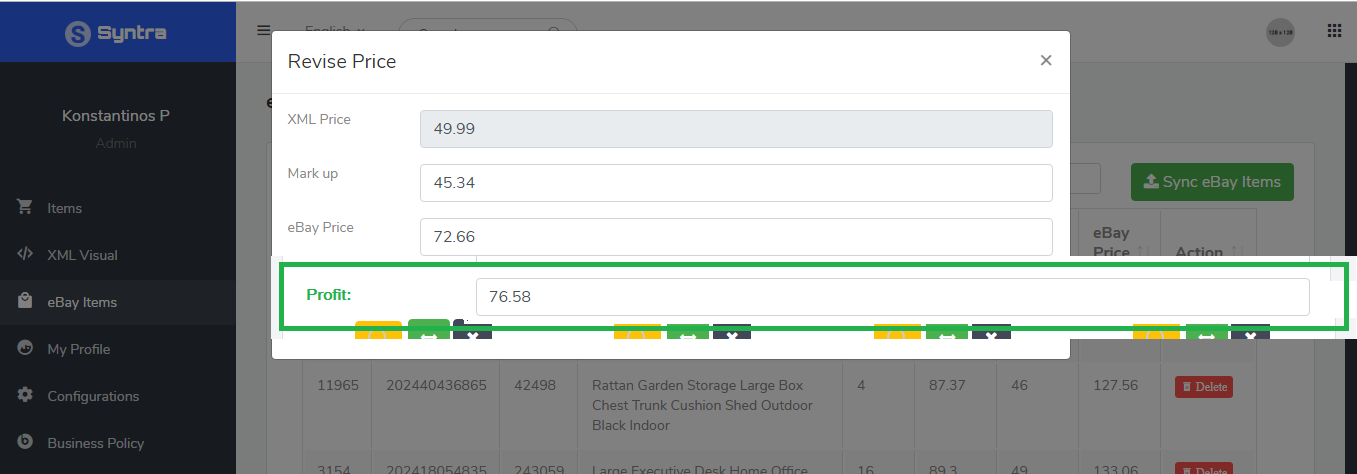 Syntra
English
Revise Price
×
128 x 128
Konstantinos P
Admin
XML Price
49.99
Mark up
45.34
Sync eBay Items
eBay Price
72.66
eBay
Price
Action
Profit:
76.58
Items
XML Visual
eBay Items
My Profile
Configurations
Business Policy
11965 202440436865 42498 Rattan Garden Storage Large Box 4 87.37 46 127.56 Delete
Chest Trunk Cushion Shed Outdoor
Black Indoor
3154 202418054835 243059 Large Executive Desk Home Office 16 89.3 49 133.06 Delete